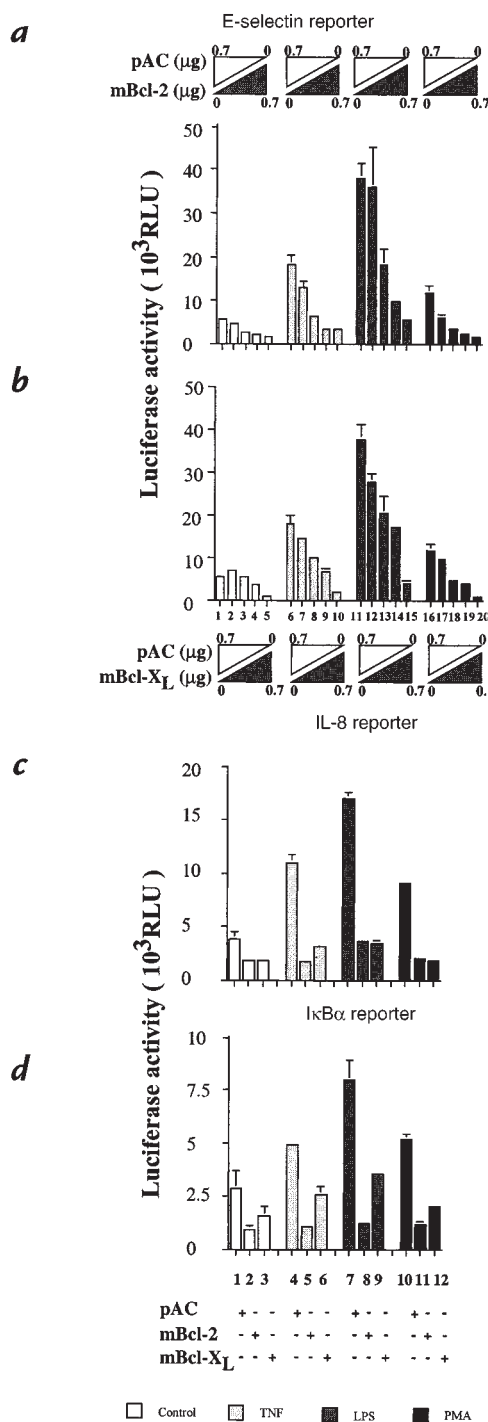 a
E-selectin reporter
0.7 0 0.7 0 0.7 0 0.7 0
pAC (μg)
mBcl-2 (μg)
0 0.7 0 0.7 0 0.7 0 0.7
50
40
30
20
10
0
Luciferase activity ( 10³RLU )
b
50
40
30
20
10
0
1 2 3 4 5 6 7 8 9 10 11 12 13 14 15 16 17 18 19 20
0.7 0 0.7 0 0.7 0 0.7 0
pAC (μg)
mBcl-X_L (μg)
0 0.7 0 0.7 0 0.7 0 0.
IL-8 reporter
c
20
15
10
5
0
Luciferase activity ( 10³RLU )
IκBα reporter
d
10
7.5
5
2.5
0
1 2 3 4 5 6 7 8 9 10 11 12
pAC + - - + - - + - - + - -
mBcl-2 - + - - + - - + - - + -
mBcl-X_L - - + - - + - - + - - +
Control TNF LPS PMA